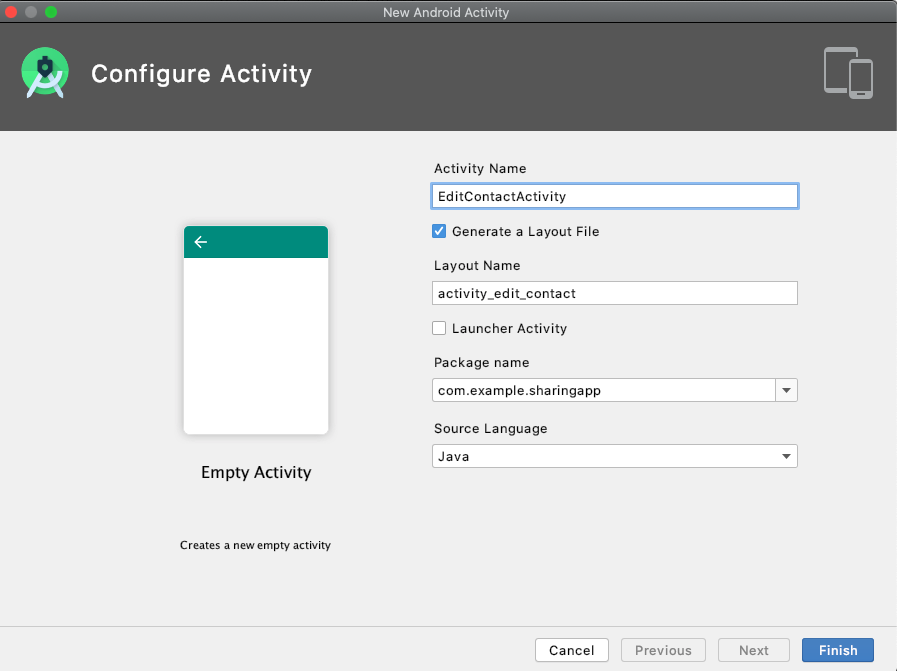 New Android Activity
Configure Activity
Activity Name
EditContactActivity
Generate a Layout File
Layout Name
activity_edit_contact
Launcher Activity
Package name
com.example.sharingapp
Source Language
Java
Empty Activity
Creates a new empty activity
Cancel
Previous
Next
Finish